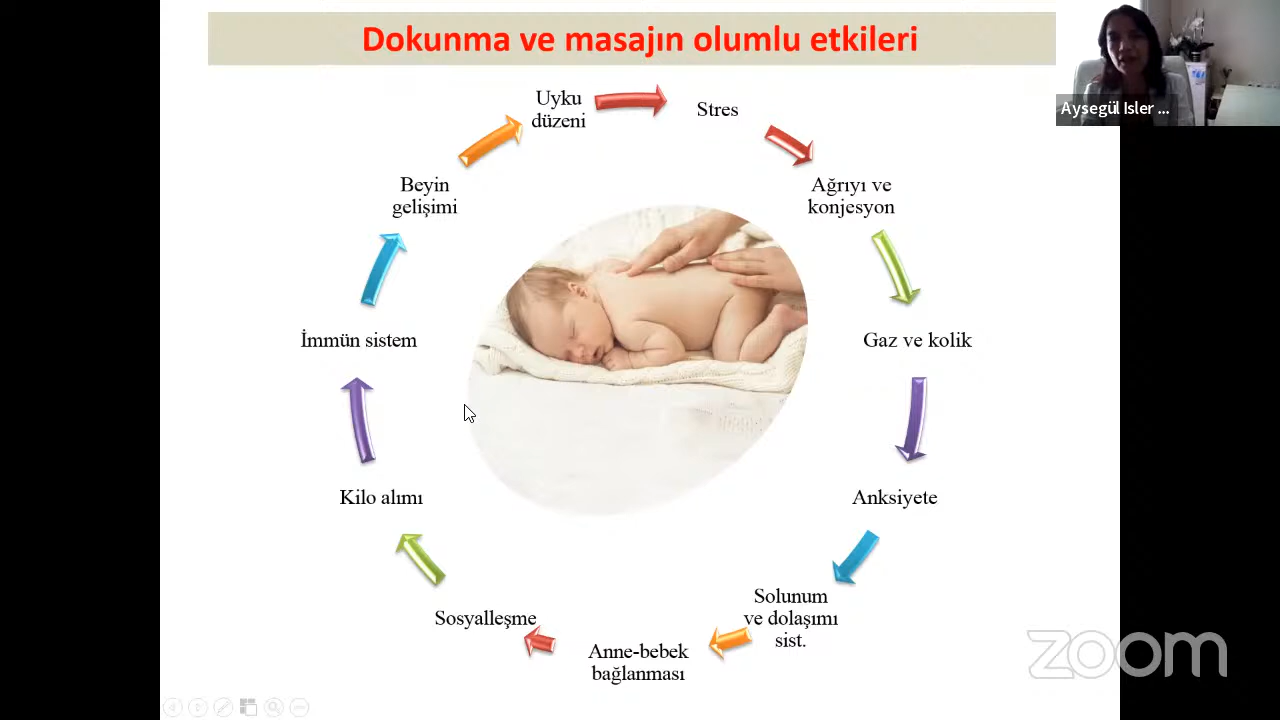 Dokunma ve masajın olumlu etkileri
Aysegül Isler ...
Uyku
düzeni
Stres
Ağrıyı ve
konjesyon
Gaz ve kolik
Anksiyete
Solunum
ve dolaşımı
sist.
Anne-bebek
bağlanması
Sosyalleşme
Kilo alımı
İmmün sistem
Beyin
gelişimi
zoom